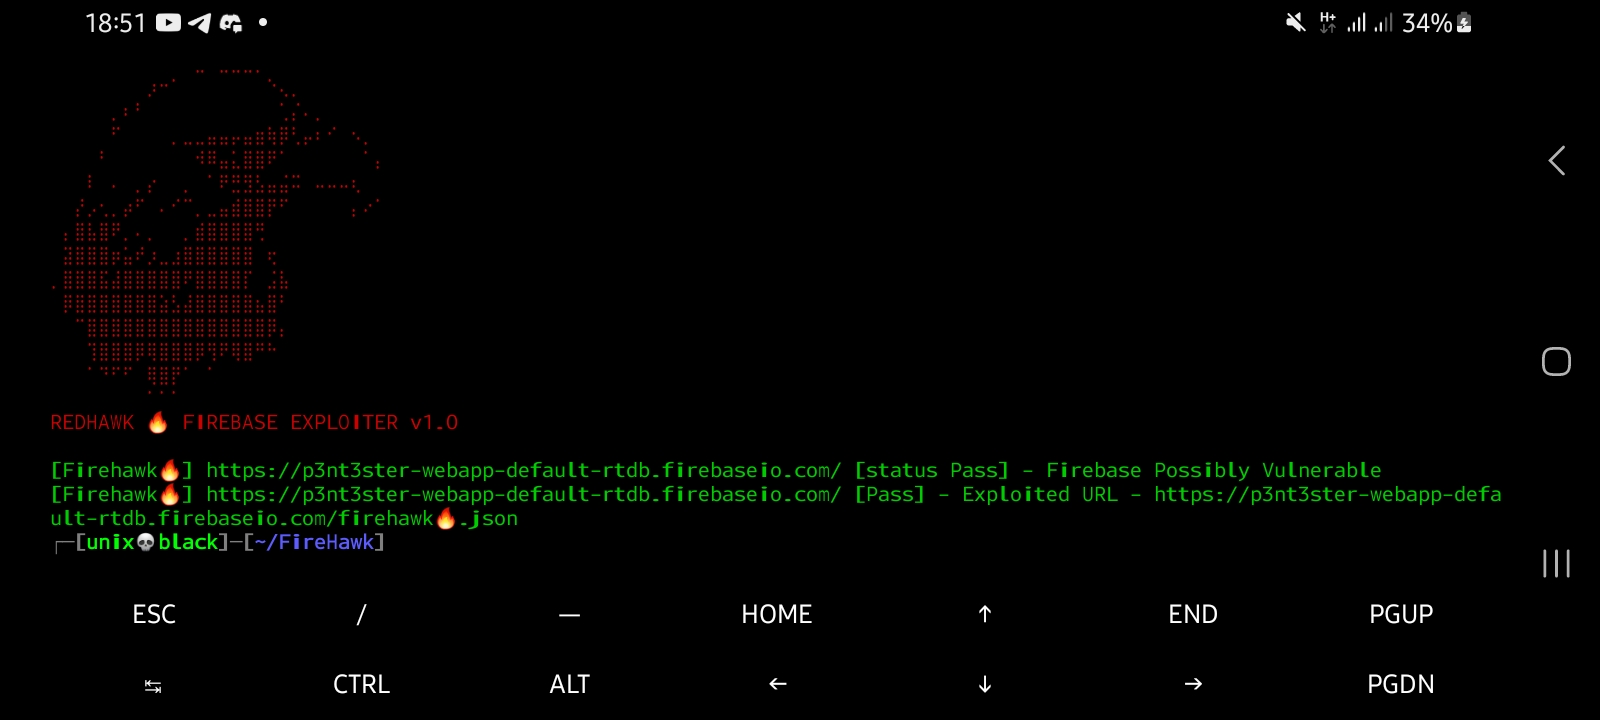 18:51
34%
REDHAWK 🔥 FIREBASE EXPLOITER v1.0
[Firehawk🔥] https://p3nt3ster-webapp-default-rtdb.firebaseio.com/ [status Pass] - Firebase Possibly Vulnerable
[Firehawk🔥] https://p3nt3ster-webapp-default-rtdb.firebaseio.com/ [Pass] - Exploited URL - https://p3nt3ster-webapp-defa
ult-rtdb.firebaseio.com/firehawk🔥.json
┌─[unix💀black]─[~/FireHawk]
ESC / — HOME ↑ END PGUP
↹ CTRL ALT ← ↓ → PGDN